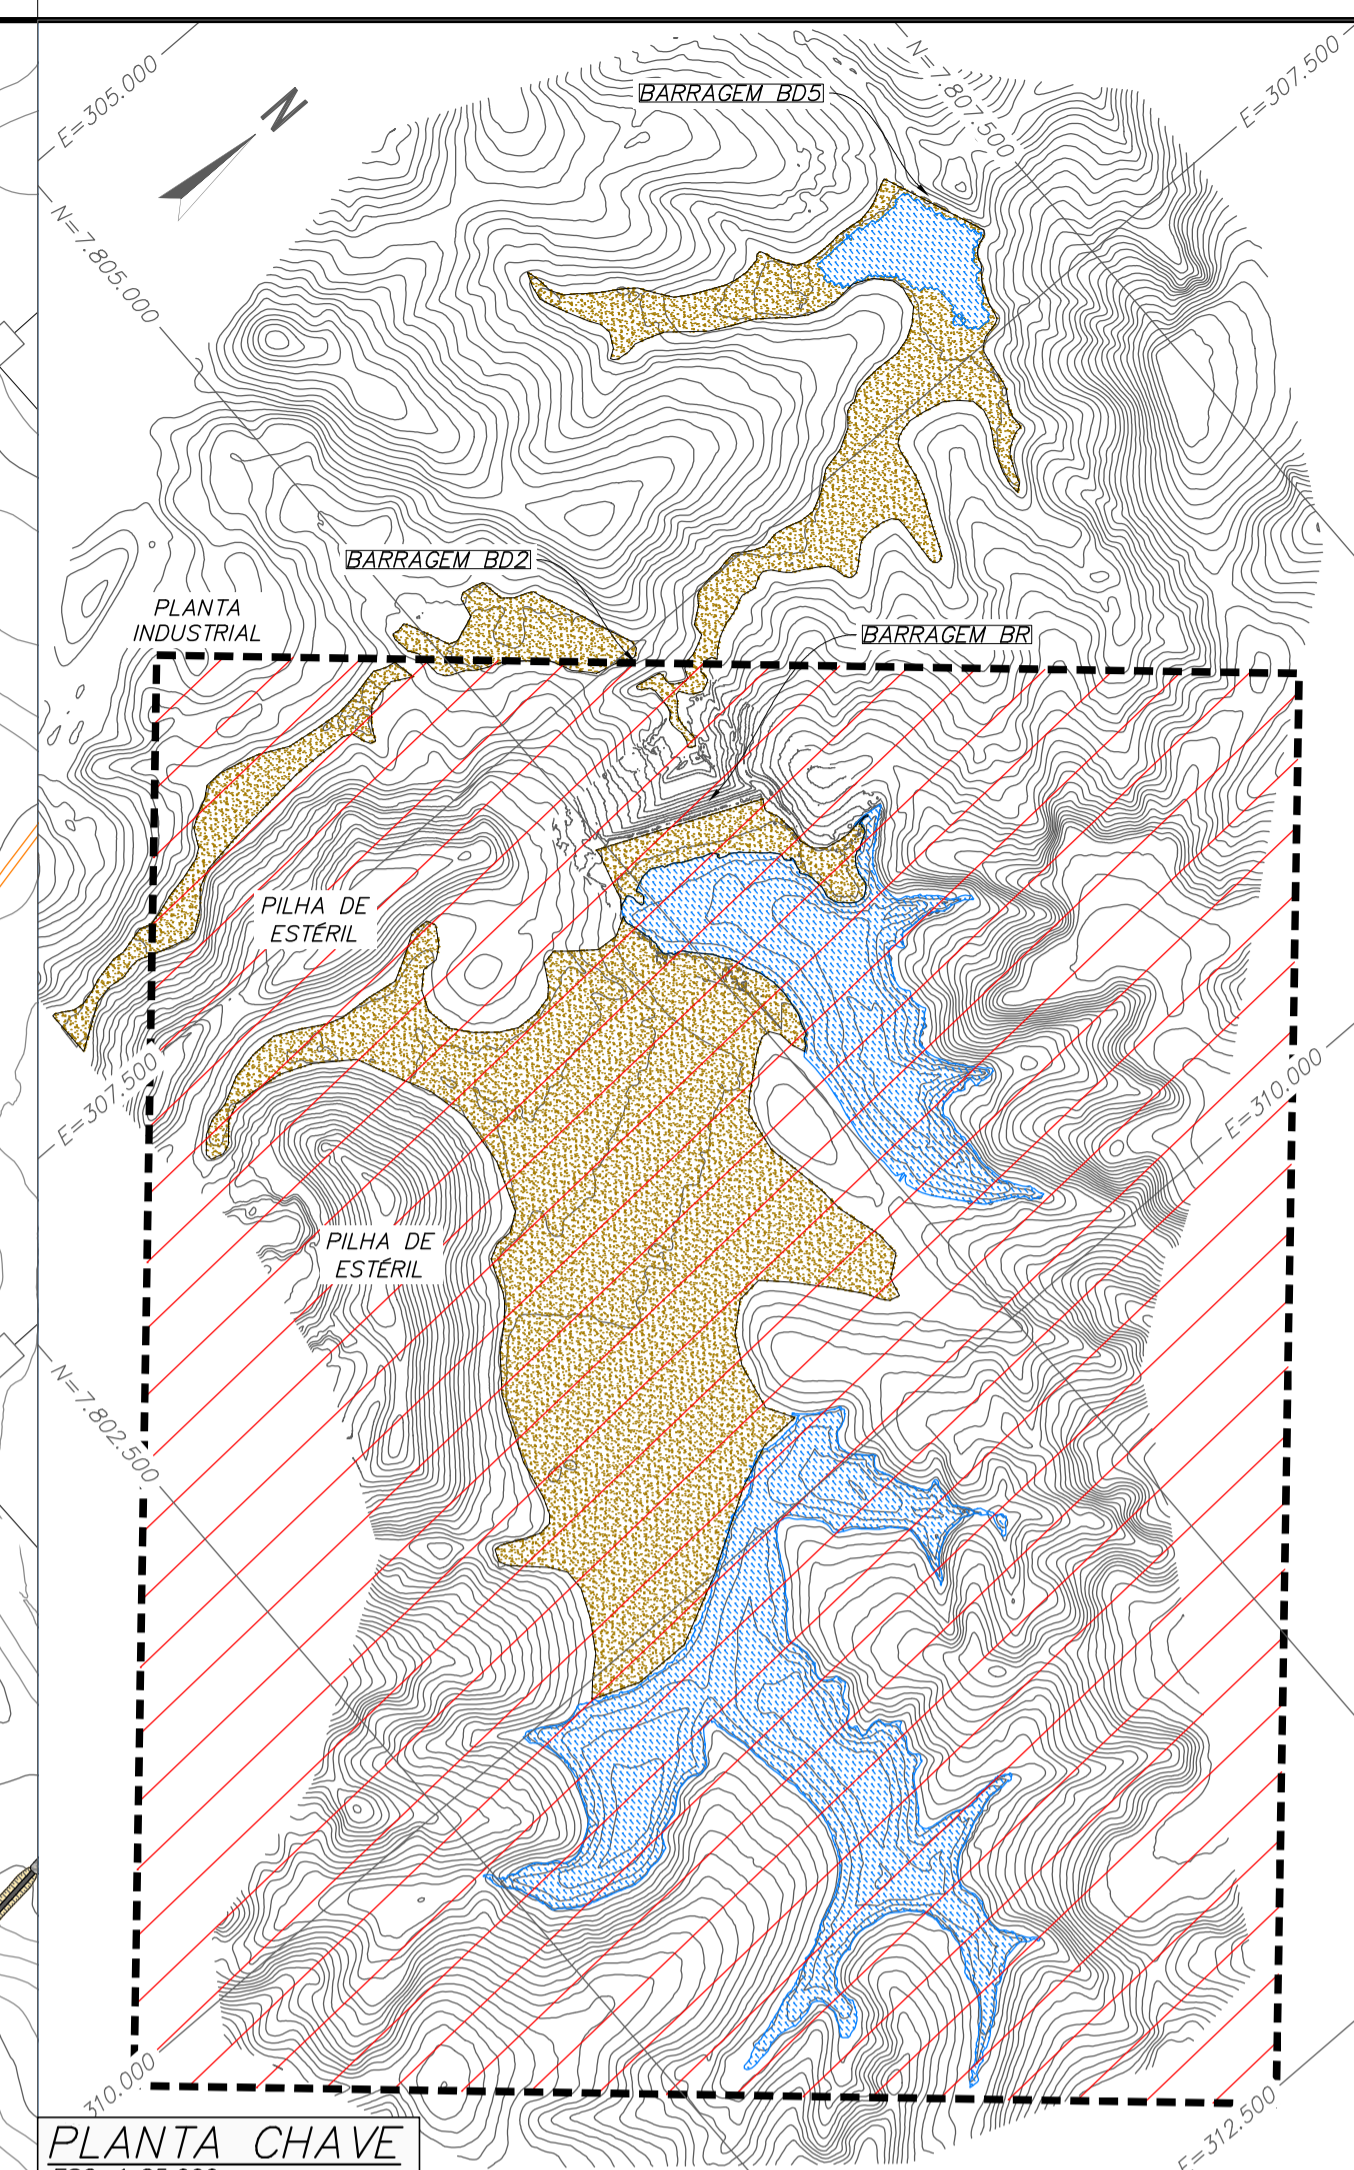 E=305.000
N
BARRAGEM BD5
N=7.807.500
E=307.500
N=7.805.000
BARRAGEM BD2
PLANTA
INDUSTRIAL
BARRAGEM BR
PILHA DE
ESTÉRIL
E=307.500
E=310.000
PILHA DE
ESTÉRIL
N=7.802.500
310.000
E=312.500
PLANTA CHAVE